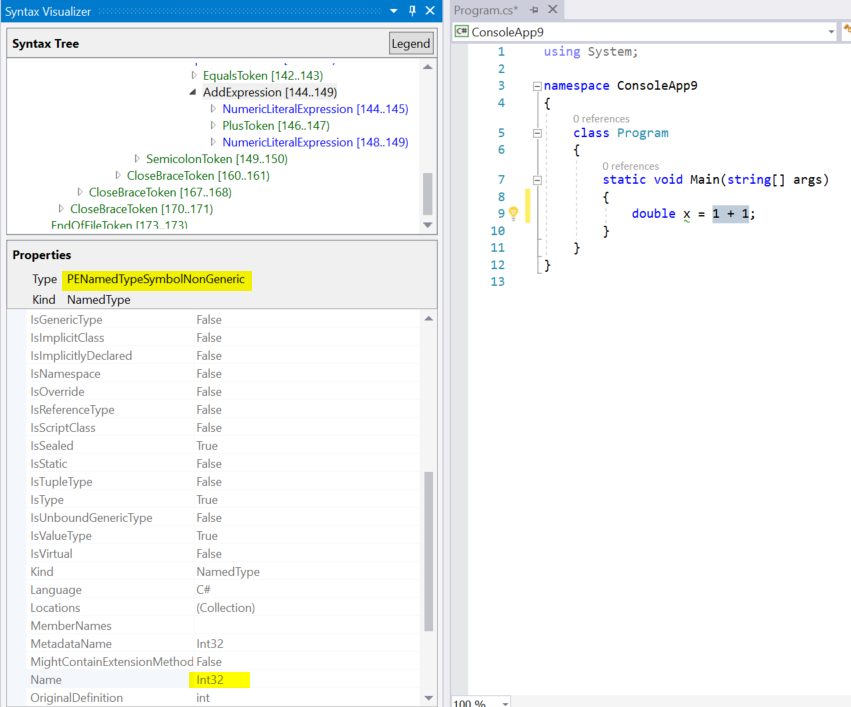 Syntax Visualizer
Syntax Tree
Legend
EqualsToken [142..143)
AddExpression [144..149)
NumericLiteralExpression [144..145)
PlusToken [146..147)
NumericLiteralExpression [148..149)
SemicolonToken [149..150)
CloseBraceToken [160..161)
CloseBraceToken [167..168)
CloseBraceToken [170..171)
EndOfFileToken [173..173)
Properties
Type PENamedTypeSymbolNonGeneric
Kind NamedType
IsGenericType False
IsImplicitClass False
IsImplicitlyDeclared False
IsNamespace False
IsOverride False
IsReferenceType False
IsScriptClass False
IsSealed True
IsStatic False
IsTupleType False
IsType True
IsUnboundGenericType False
IsValueType True
IsVirtual False
Kind NamedType
Language C#
Locations (Collection)
MemberNames
MetadataName Int32
MightContainExtensionMethod False
Name Int32
OriginalDefinition int
Program.cs*
C# ConsoleApp9
1 using System;
2
3 namespace ConsoleApp9
4 {
0 references
5 class Program
6 {
0 references
7 static void Main(string[] args)
8 {
9 double x = 1 + 1;
10 }
11 }
12 }
13
100 %